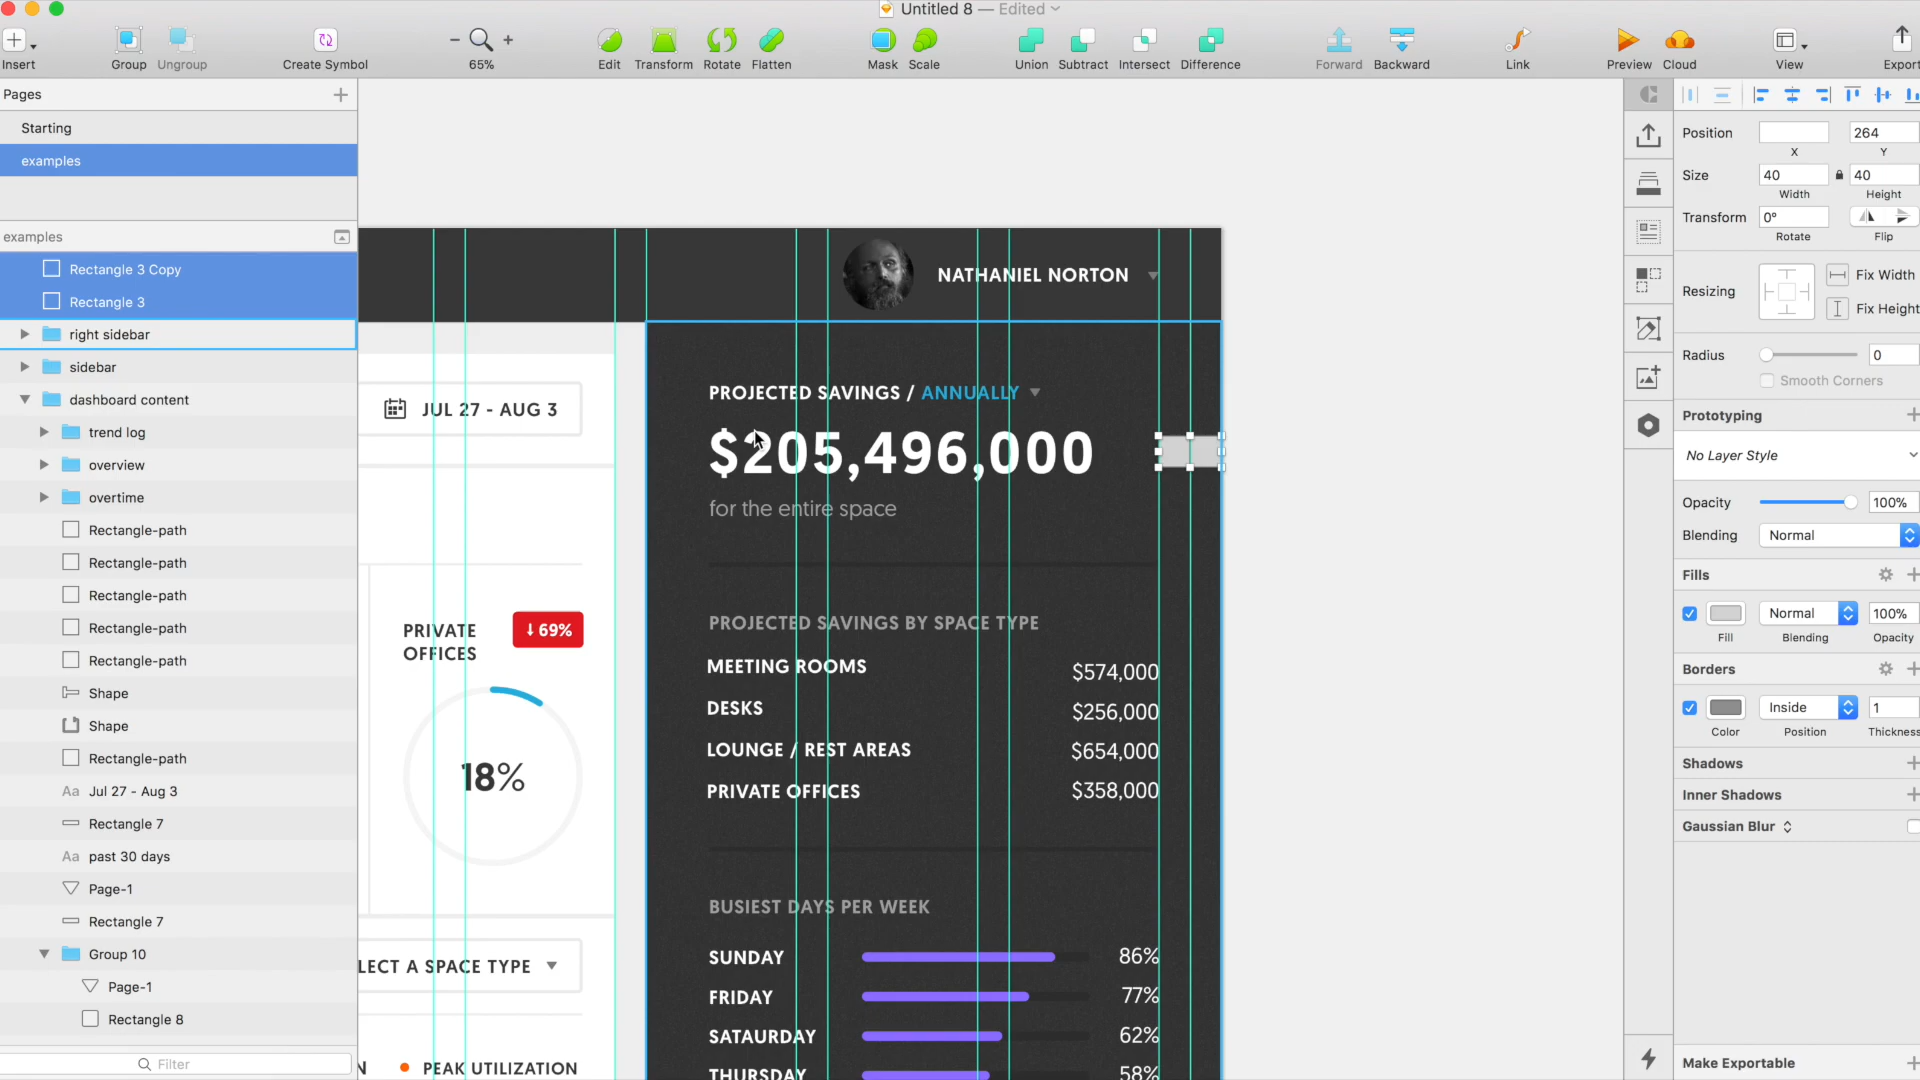 Untitled 8 — Edited
Insert
Group
Ungroup
Create Symbol
65%
Edit
Transform
Rotate
Flatten
Mask
Scale
Union
Subtract
Intersect
Difference
Forward
Backward
Link
Preview
Cloud
View
Export
Pages
Starting
examples
examples
Rectangle 3 Copy
Rectangle 3
right sidebar
sidebar
dashboard content
trend log
overview
overtime
Rectangle-path
Rectangle-path
Rectangle-path
Rectangle-path
Rectangle-path
Shape
Shape
Rectangle-path
Aa Jul 27 - Aug 3
Rectangle 7
Aa past 30 days
Page-1
Rectangle 7
Group 10
Page-1
Rectangle 8
Filter
NATHANIEL NORTON
JUL 27 - AUG 3
PRIVATE
OFFICES
69%
18%
LECT A SPACE TYPE
N
PEAK UTILIZATION
PROJECTED SAVINGS / ANNUALLY
$205,496,000
for the entire space
PROJECTED SAVINGS BY SPACE TYPE
MEETING ROOMS $574,000
DESKS $256,000
LOUNGE / REST AREAS $654,000
PRIVATE OFFICES $358,000
BUSIEST DAYS PER WEEK
SUNDAY 86%
FRIDAY 77%
SATAURDAY 62%
THURSDAY 58%
Position 264
X Y
Size 40 40
Width Height
Transform 0°
Rotate Flip
Resizing
Fix Width
Fix Height
Radius 0
Smooth Corners
Prototyping
No Layer Style
Opacity 100%
Blending Normal
Fills
Normal 100%
Fill Blending Opacity
Borders
Inside 1
Color Position Thickness
Shadows
Inner Shadows
Gaussian Blur
Make Exportable